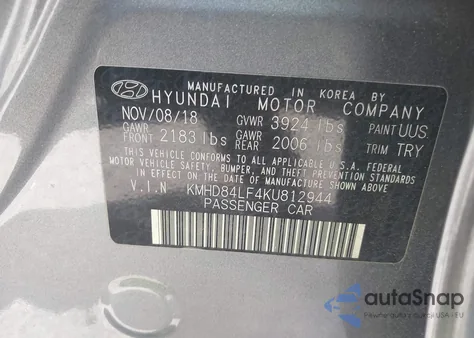 MANUFACTURED IN KOREA BY
HYUNDAI MOTOR COMPANY
NOV/08/18 GVWR 3924 lbs PAINT UUS
GAWR FRONT 2183 lbs GAWR REAR 2006 lbs TRIM TRY
THIS VEHICLE CONFORMS TO ALL APPLICABLE U.S.A. FEDERAL
MOTOR VEHICLE SAFETY, BUMPER, AND THEFT PREVENTION STANDARDS
IN EFFECT ON THE DATE OF MANUFACTURE SHOWN ABOVE.
V.I.N KMHD84LF4KU812944
PASSENGER CAR
autoSnap